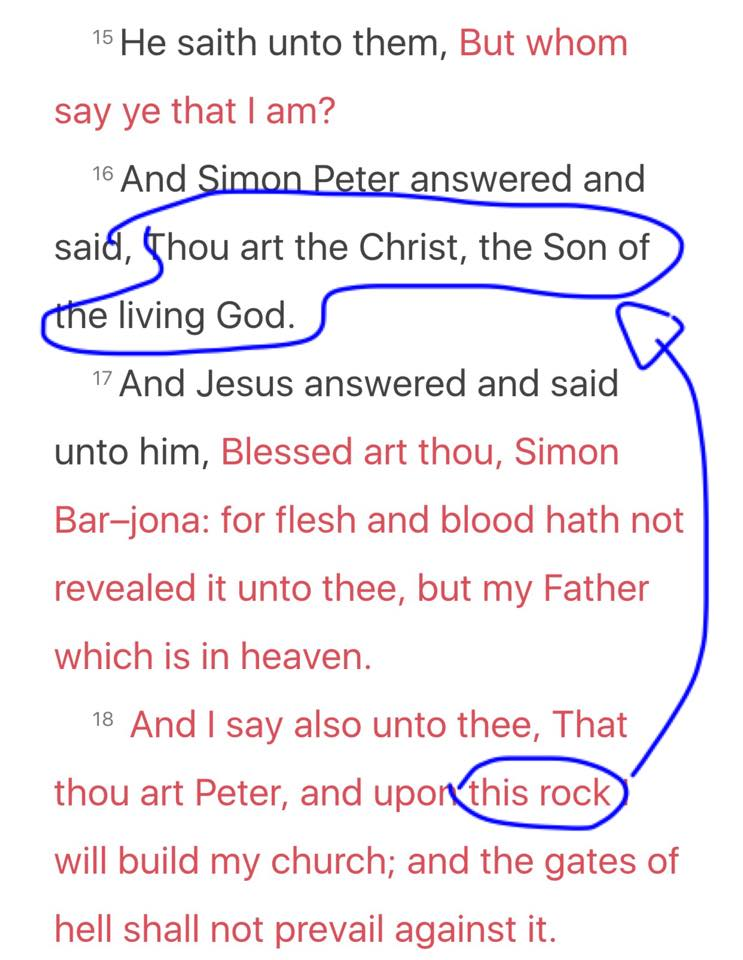 15 He saith unto them, But whom
say ye that I am?
16 And Simon Peter answered and
said, Thou art the Christ, the Son of
the living God.
17 And Jesus answered and said
unto him, Blessed art thou, Simon
Bar–jona: for flesh and blood hath not
revealed it unto thee, but my Father
which is in heaven.
18 And I say also unto thee, That
thou art Peter, and upon this rock I
will build my church; and the gates of
hell shall not prevail against it.